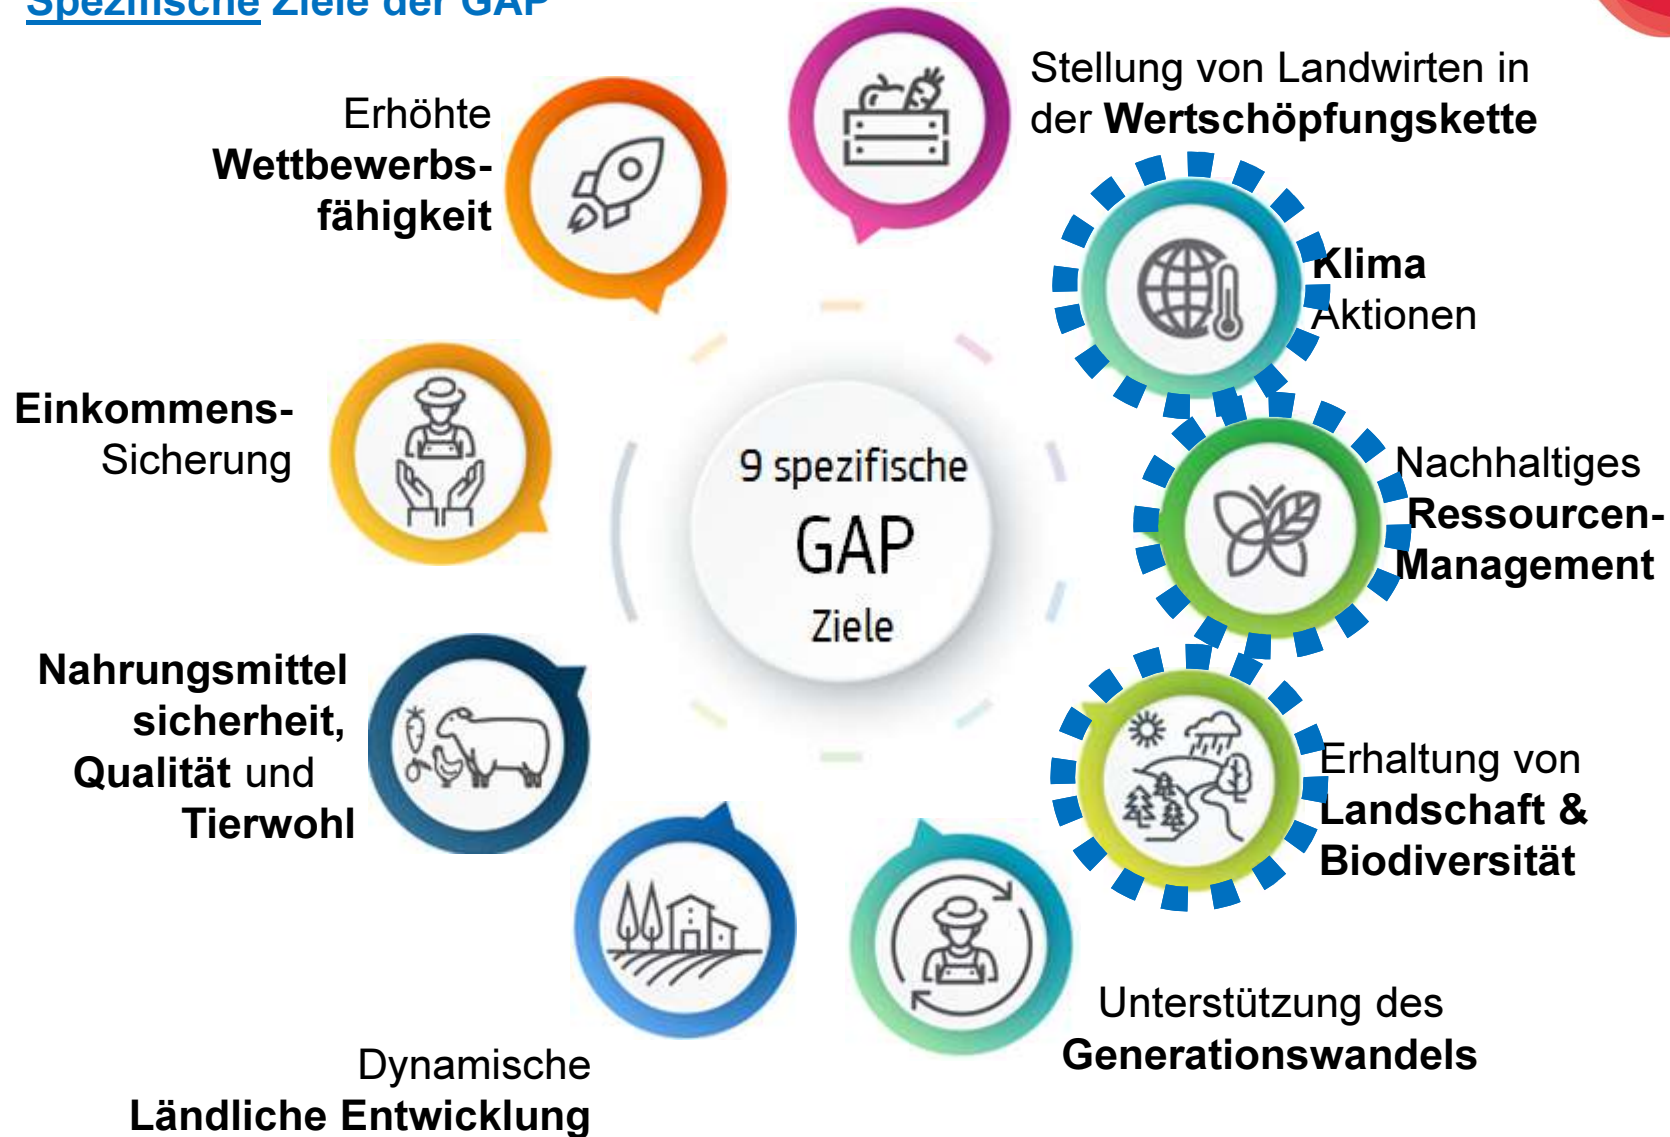 Spezifische Ziele der GAP
Stellung von Landwirten in
der Wertschöpfungskette
Erhöhte
Wettbewerbs-
fähigkeit
Klima
Aktionen
Einkommens-
Sicherung
9 spezifische
GAP
Ziele
Nachhaltiges
Ressourcen-
Management
Nahrungsmittel
sicherheit,
Qualität und
Tierwohl
Erhaltung von
Landschaft &
Biodiversität
Unterstützung des
Generationswandels
Dynamische
Ländliche Entwicklung